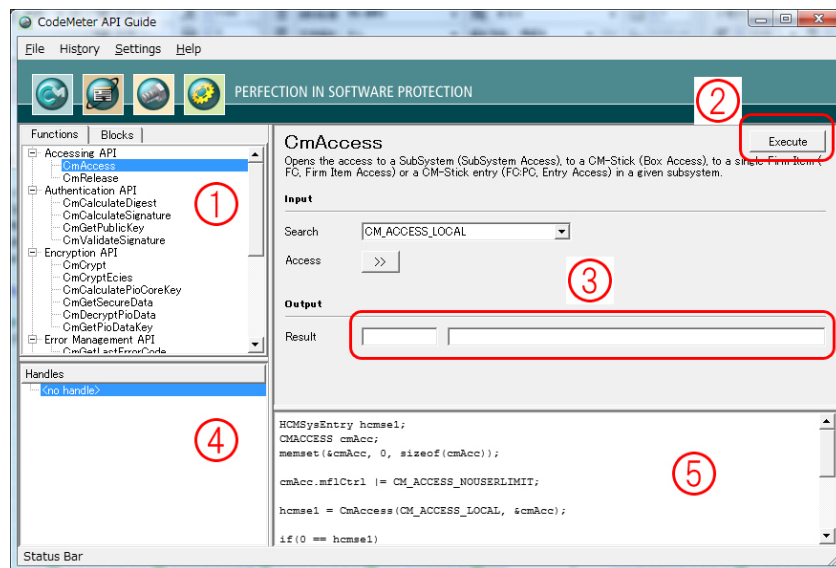 CodeMeter API Guide
File History Settings Help
PERFECTION IN SOFTWARE PROTECTION
②
Functions Blocks
Accessing API
CmAccess
CmRelease
Authentication API
CmCalculateDigest
CmCalculateSignature
CmGetPublicKey
CmValidateSignature
Encryption API
CmCrypt
CmCryptEcies
CmCalculatePioCoreKey
CmGetSecureData
CmDecryptPioData
CmGetPioDataKey
Error Management API
CmGetLastErrorCode
①
CmAccess
Execute
Opens the access to a SubSystem (SubSystem Access), to a CM-Stick (Box Access), to a single Firm Item (
FC, Firm Item Access) or a CM-Stick entry (FC:PC, Entry Access) in a given subsystem.
Input
Search CM_ACCESS_LOCAL
Access >>
③
Output
Result
Handles
<no handle>
④
HCMSysEntry hcmse1;
CMACCESS cmAcc;
memset(&cmAcc, 0, sizeof(cmAcc));
cmAcc.mflCtrl |= CM_ACCESS_NOUSERLIMIT;
hcmse1 = CmAccess(CM_ACCESS_LOCAL, &cmAcc);
if(0 == hcmse1)
⑤
Status Bar